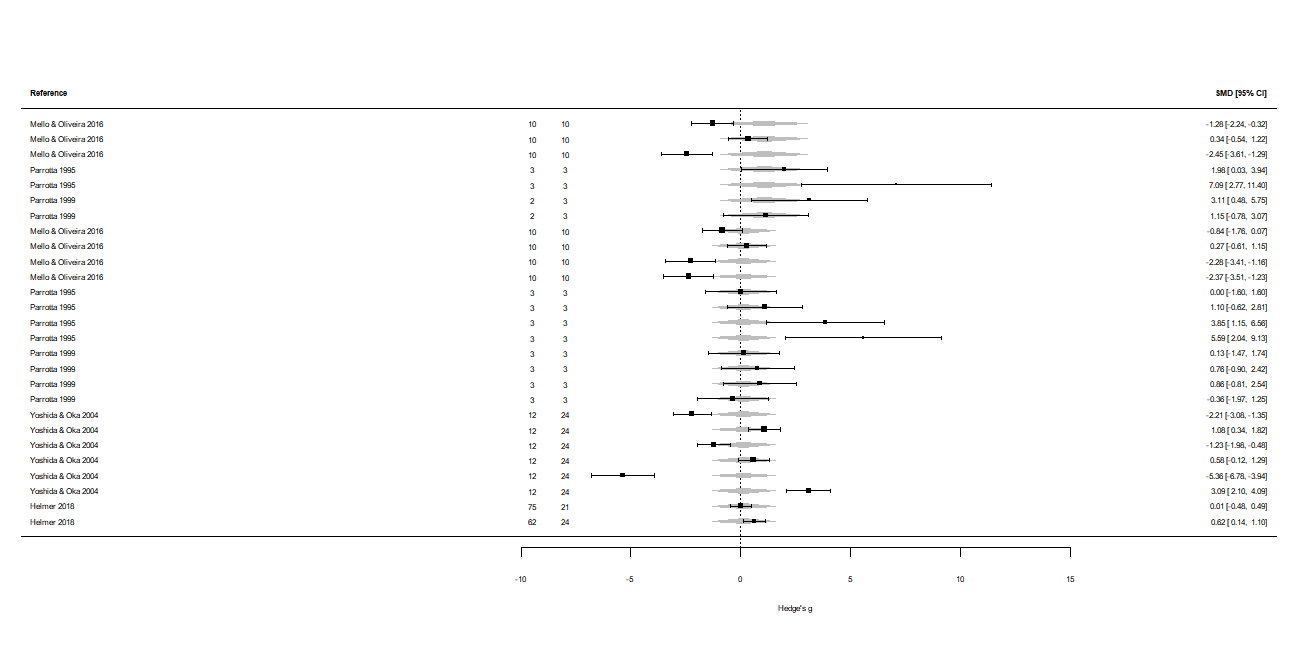 Reference SMD [95% CI]
Mello & Oliveira 2016 10 10 -1.28 [-2.24, -0.32]
Mello & Oliveira 2016 10 10 0.34 [-0.54, 1.22]
Mello & Oliveira 2016 10 10 -2.45 [-3.61, -1.29]
Parrotta 1995 3 3 1.98 [ 0.03, 3.94]
Parrotta 1995 3 3 7.09 [ 2.77, 11.40]
Parrotta 1999 2 3 3.11 [ 0.48, 5.75]
Parrotta 1999 2 3 1.15 [-0.78, 3.07]
Mello & Oliveira 2016 10 10 -0.84 [-1.76, 0.07]
Mello & Oliveira 2016 10 10 0.27 [-0.61, 1.15]
Mello & Oliveira 2016 10 10 -2.28 [-3.41, -1.16]
Mello & Oliveira 2016 10 10 -2.37 [-3.51, -1.23]
Parrotta 1995 3 3 0.00 [-1.60, 1.60]
Parrotta 1995 3 3 1.10 [-0.62, 2.81]
Parrotta 1995 3 3 3.85 [ 1.15, 6.56]
Parrotta 1995 3 3 5.59 [ 2.04, 9.13]
Parrotta 1999 3 3 0.13 [-1.47, 1.74]
Parrotta 1999 3 3 0.76 [-0.90, 2.42]
Parrotta 1999 3 3 0.86 [-0.81, 2.54]
Parrotta 1999 3 3 -0.36 [-1.97, 1.25]
Yoshida & Oka 2004 12 24 -2.21 [-3.08, -1.35]
Yoshida & Oka 2004 12 24 1.08 [ 0.34, 1.82]
Yoshida & Oka 2004 12 24 -1.23 [-1.98, -0.48]
Yoshida & Oka 2004 12 24 0.58 [-0.12, 1.29]
Yoshida & Oka 2004 12 24 -5.36 [-6.78, -3.94]
Yoshida & Oka 2004 12 24 3.09 [ 2.10, 4.09]
Helmer 2018 75 21 0.01 [-0.48, 0.49]
Helmer 2018 62 24 0.62 [ 0.14, 1.10]
-10 -5 0 5 10 15
Hedge's g